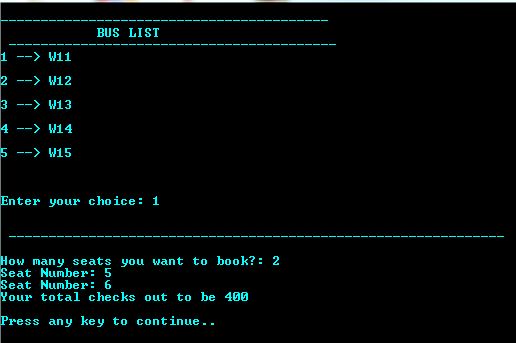 BUS LIST
1 --> W11
2 --> W12
3 --> W13
4 --> W14
5 --> W15
Enter your choice: 1
How many seats you want to book?: 2
Seat Number: 5
Seat Number: 6
Your total checks out to be 400
Press any key to continue..